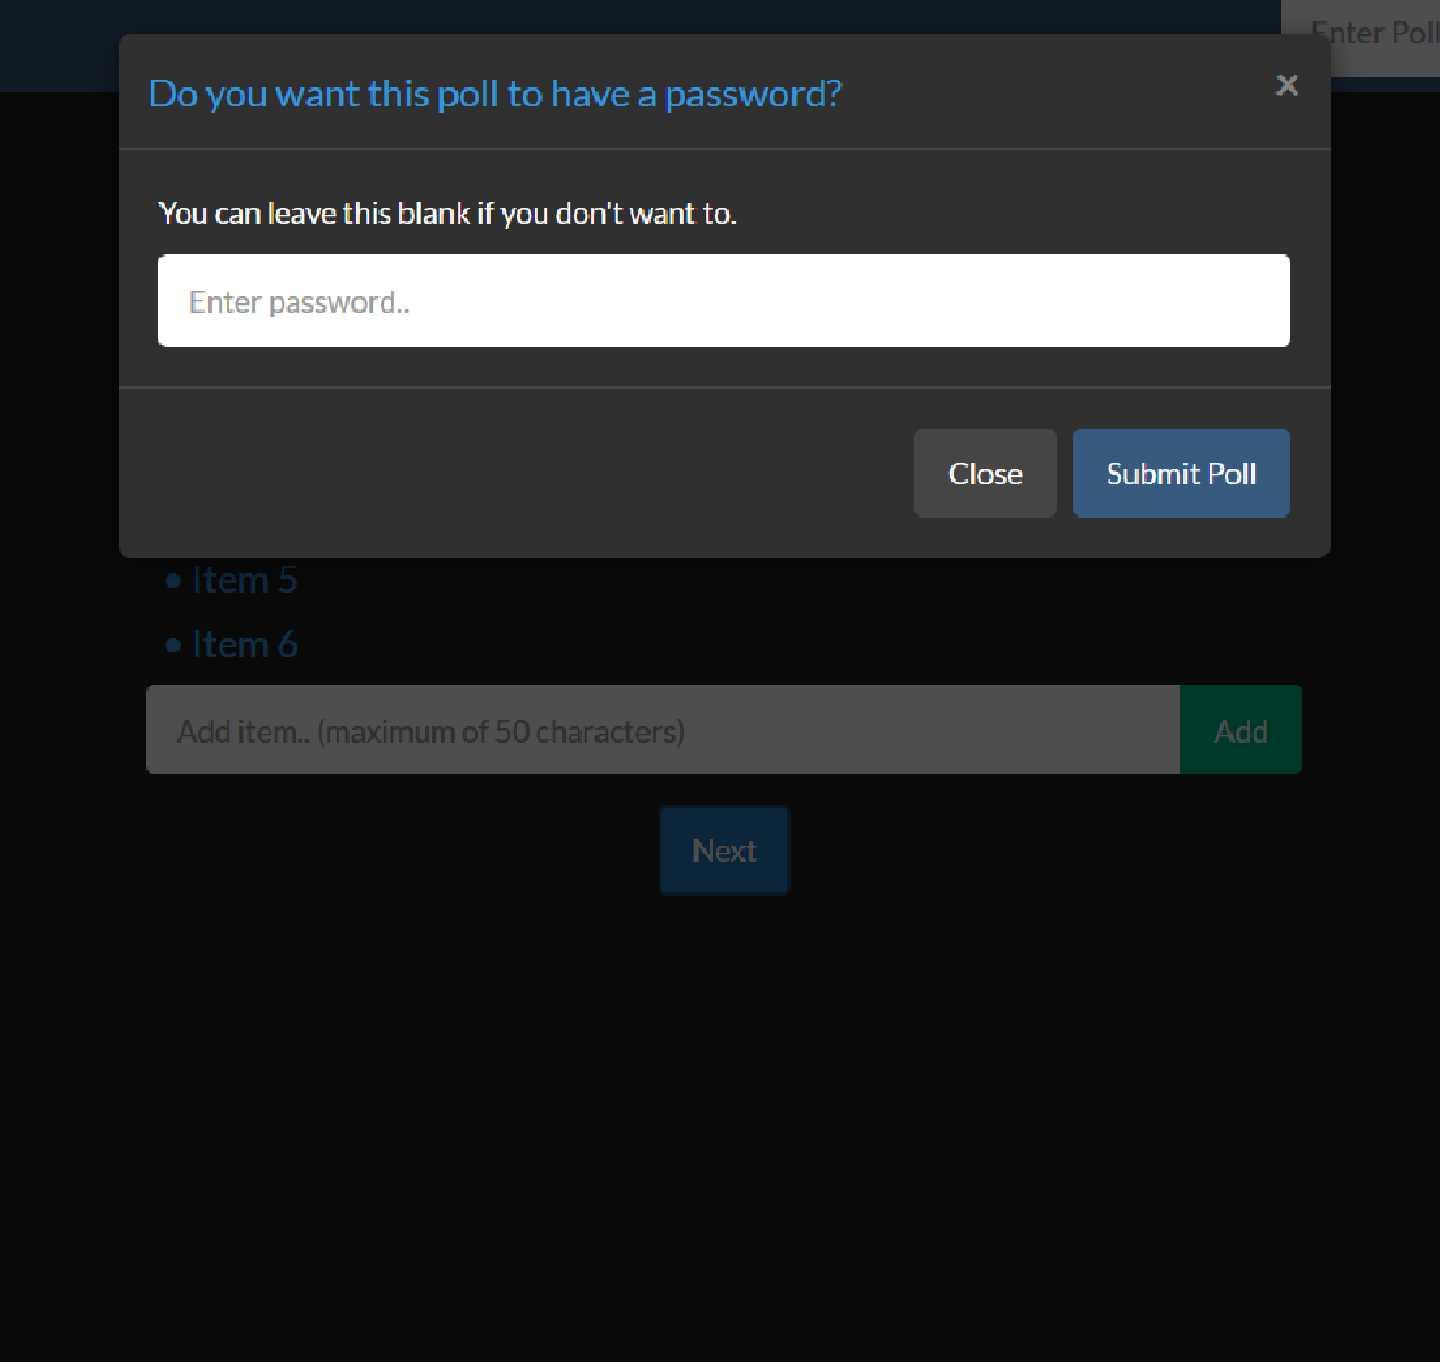 Enter Poll
Do you want this poll to have a password?
×
You can leave this blank if you don't want to.
Enter password..
Close
Submit Poll
• Item 5
• Item 6
Add item.. (maximum of 50 characters)
Add
Next